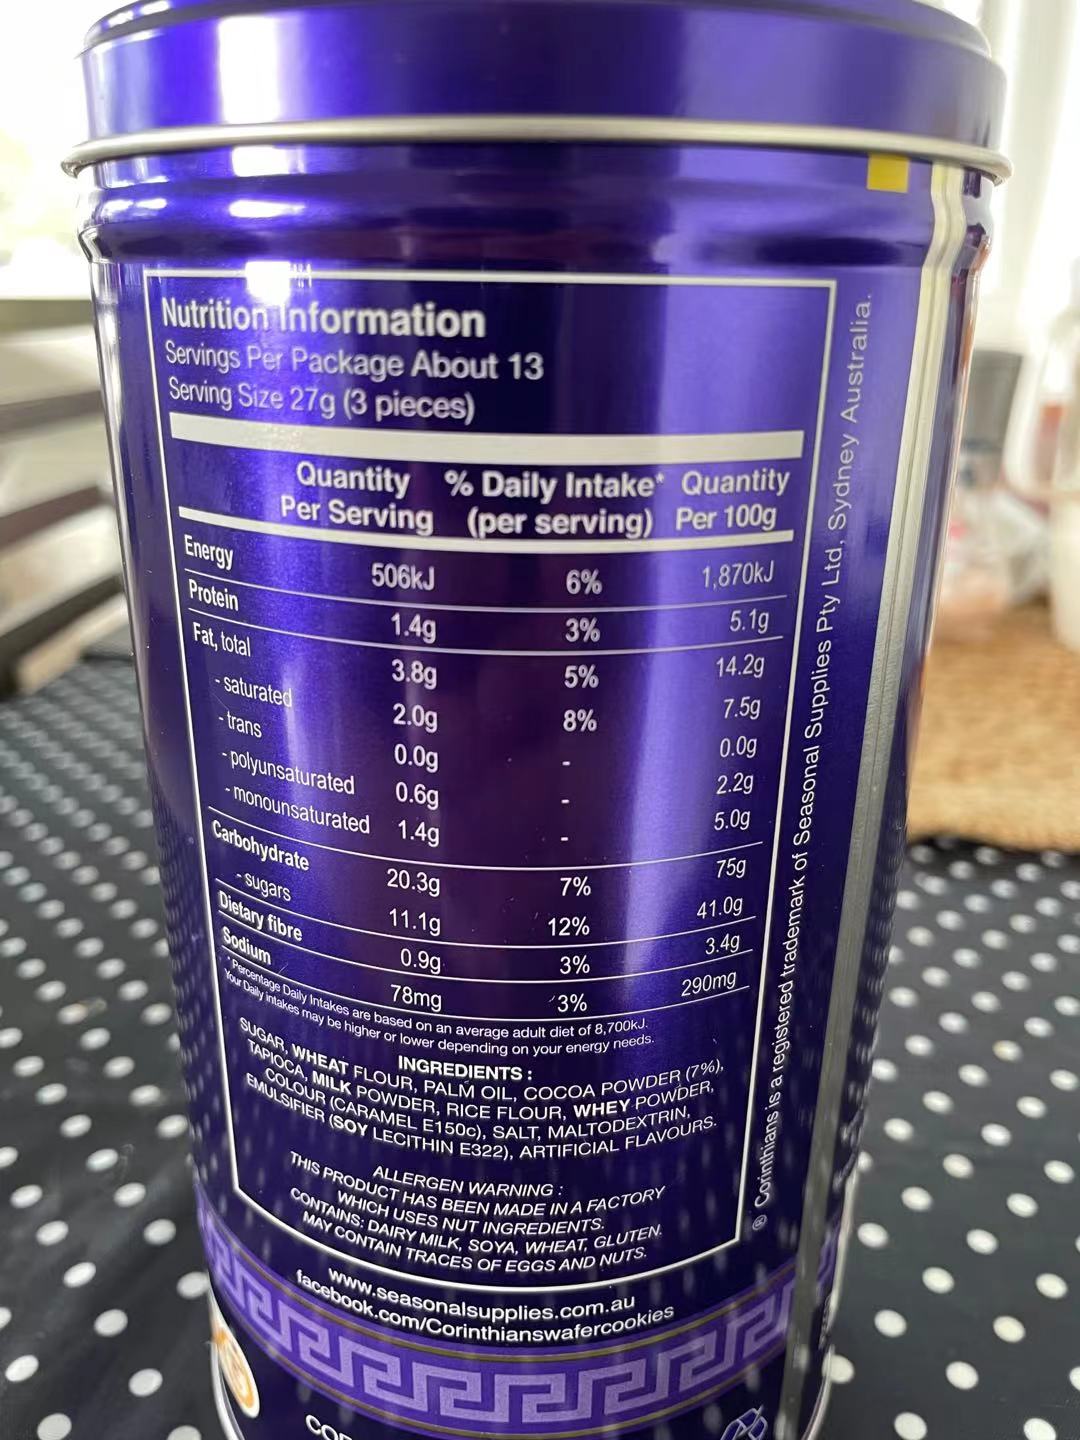 Nutrition Information
Servings Per Package About 13
Serving Size 27g (3 pieces)
Quantity Per Serving % Daily Intake* (per serving) Quantity Per 100g
Energy 506kJ 6% 1,870kJ
Protein 1.4g 3% 5.1g
Fat, total 3.8g 5% 14.2g
- saturated 2.0g 8% 7.5g
- trans 0.0g - 0.0g
- polyunsaturated 0.6g - 2.2g
- monounsaturated 1.4g - 5.0g
Carbohydrate 20.3g 7% 75g
- sugars 11.1g 12% 41.0g
Dietary fibre 0.9g 3% 3.4g
Sodium 78mg 3% 290mg
*Percentage Daily Intakes are based on an average adult diet of 8,700kJ.
Your Daily Intakes may be higher or lower depending on your energy needs.
INGREDIENTS :
SUGAR, WHEAT FLOUR, PALM OIL, COCOA POWDER (7%),
TAPIOCA, MILK POWDER, RICE FLOUR, WHEY POWDER,
COLOUR (CARAMEL E150c), SALT, MALTODEXTRIN,
EMULSIFIER (SOY LECITHIN E322), ARTIFICIAL FLAVOURS.
ALLERGEN WARNING :
THIS PRODUCT HAS BEEN MADE IN A FACTORY
WHICH USES NUT INGREDIENTS.
CONTAINS: DAIRY MILK, SOYA, WHEAT, GLUTEN.
MAY CONTAIN TRACES OF EGGS AND NUTS.
www.seasonalsupplies.com.au
facebook.com/Corinthianswafercookies
® Corinthians is a registered trademark of Seasonal Supplies Pty Ltd, Sydney Australia.